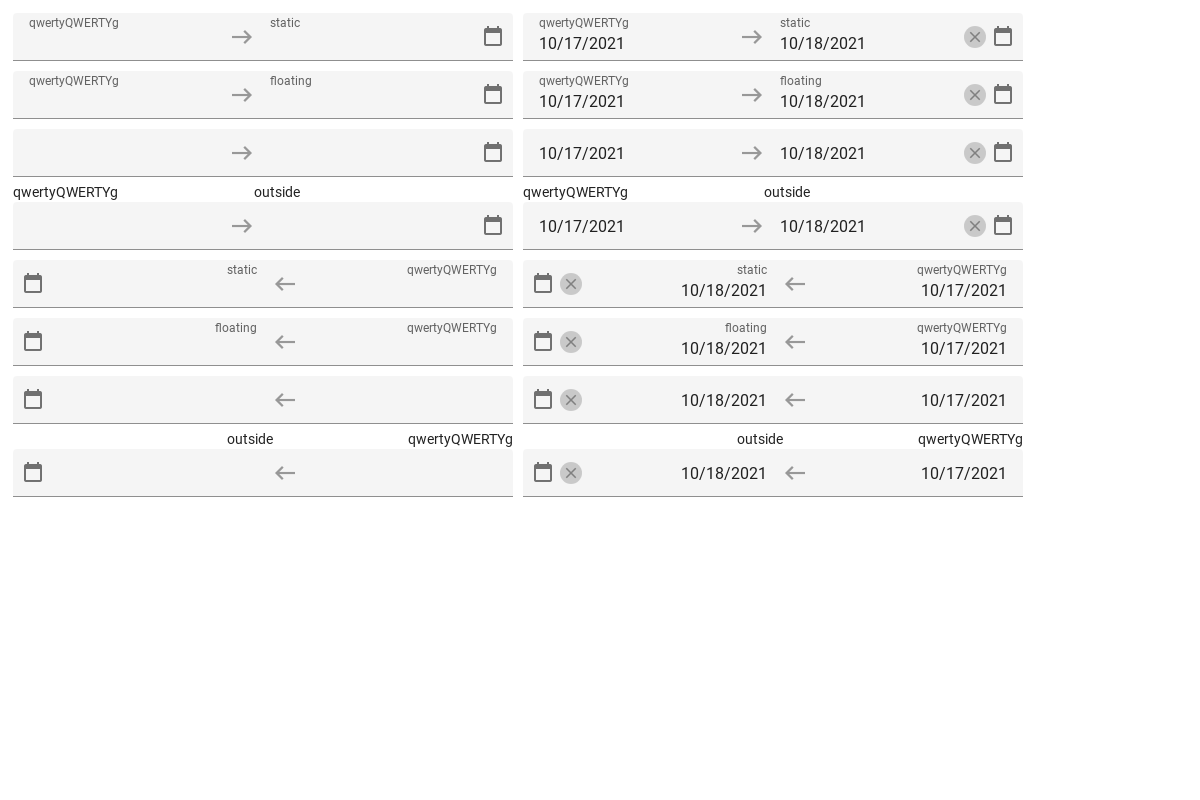 qwertyQWERTYg static qwertyQWERTYg static
10/17/2021 10/18/2021
qwertyQWERTYg floating qwertyQWERTYg floating
10/17/2021 10/18/2021
10/17/2021 10/18/2021
qwertyQWERTYg outside qwertyQWERTYg outside
10/17/2021 10/18/2021
static qwertyQWERTYg static qwertyQWERTYg
10/18/2021 10/17/2021
floating qwertyQWERTYg floating qwertyQWERTYg
10/18/2021 10/17/2021
10/18/2021 10/17/2021
outside qwertyQWERTYg outside qwertyQWERTYg
10/18/2021 10/17/2021